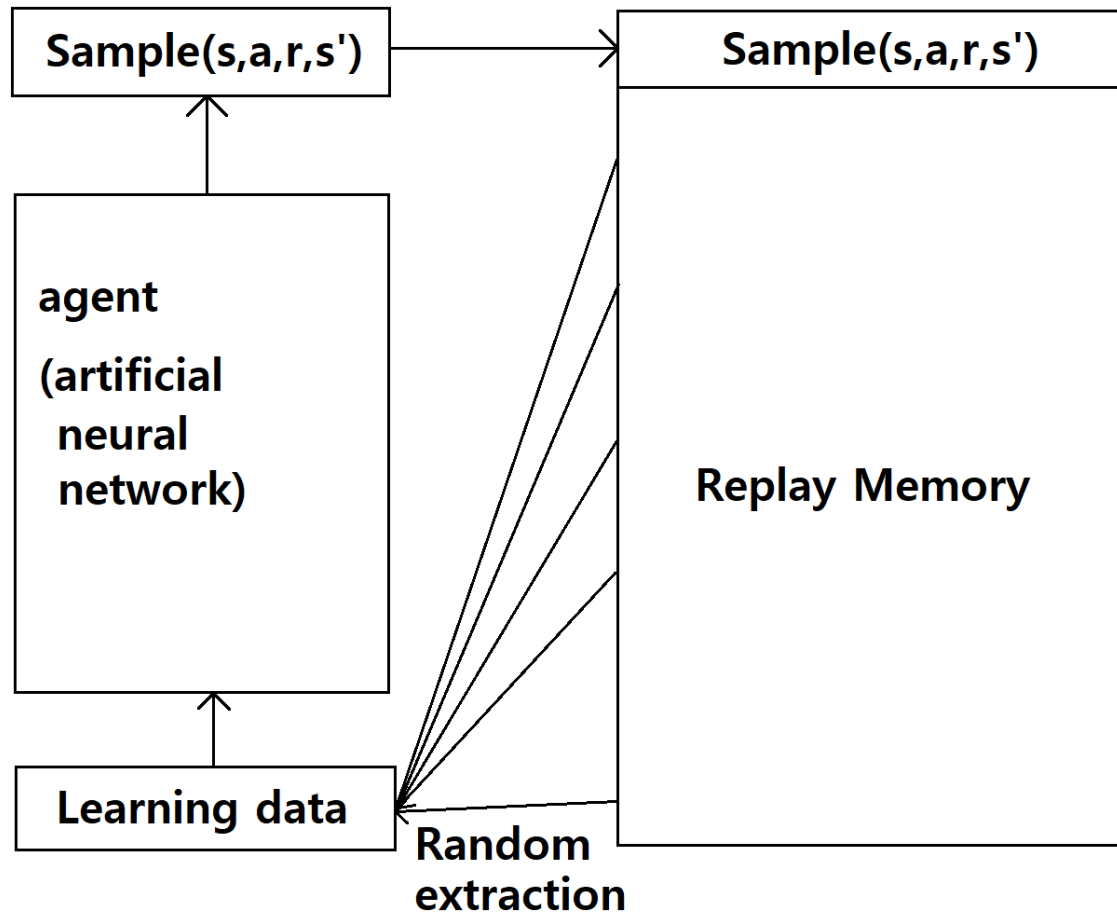 Sample(s,a,r,s')
Sample(s,a,r,s')
agent
(artificial
neural
network)
Replay Memory
Learning data
Random
extraction